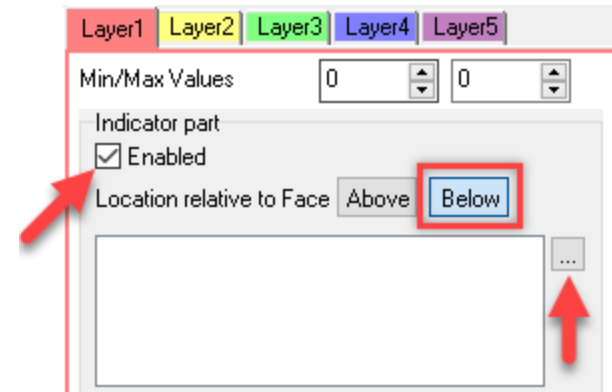 Layer1 Layer2 Layer3 Layer4 Layer5
Min/Max Values 0 0
Indicator part
Enabled
Location relative to Face Above Below
...